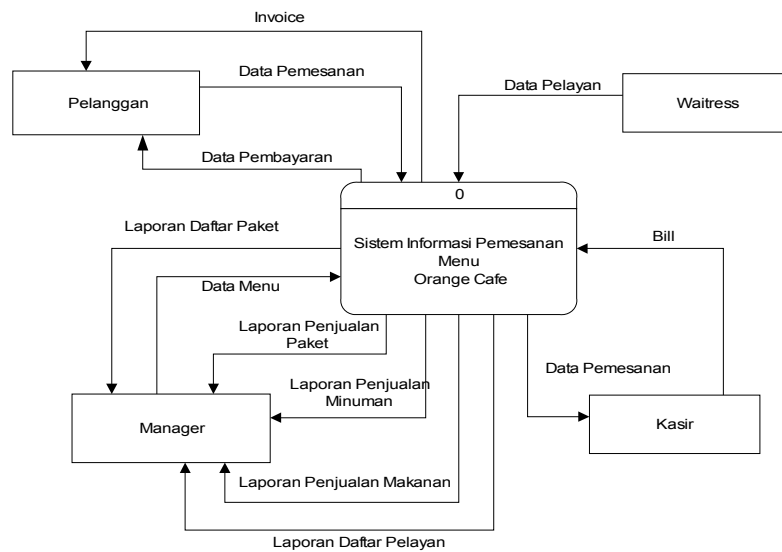 Invoice
Data Pemesanan
Pelanggan
Data Pelayan
Waitress
Data Pembayaran
0
Laporan Daftar Paket
Sistem Informasi Pemesanan
Menu
Orange Cafe
Bill
Data Menu
Laporan Penjualan
Paket
Data Pemesanan
Laporan Penjualan
Minuman
Manager
Kasir
Laporan Penjualan Makanan
Laporan Daftar Pelayan